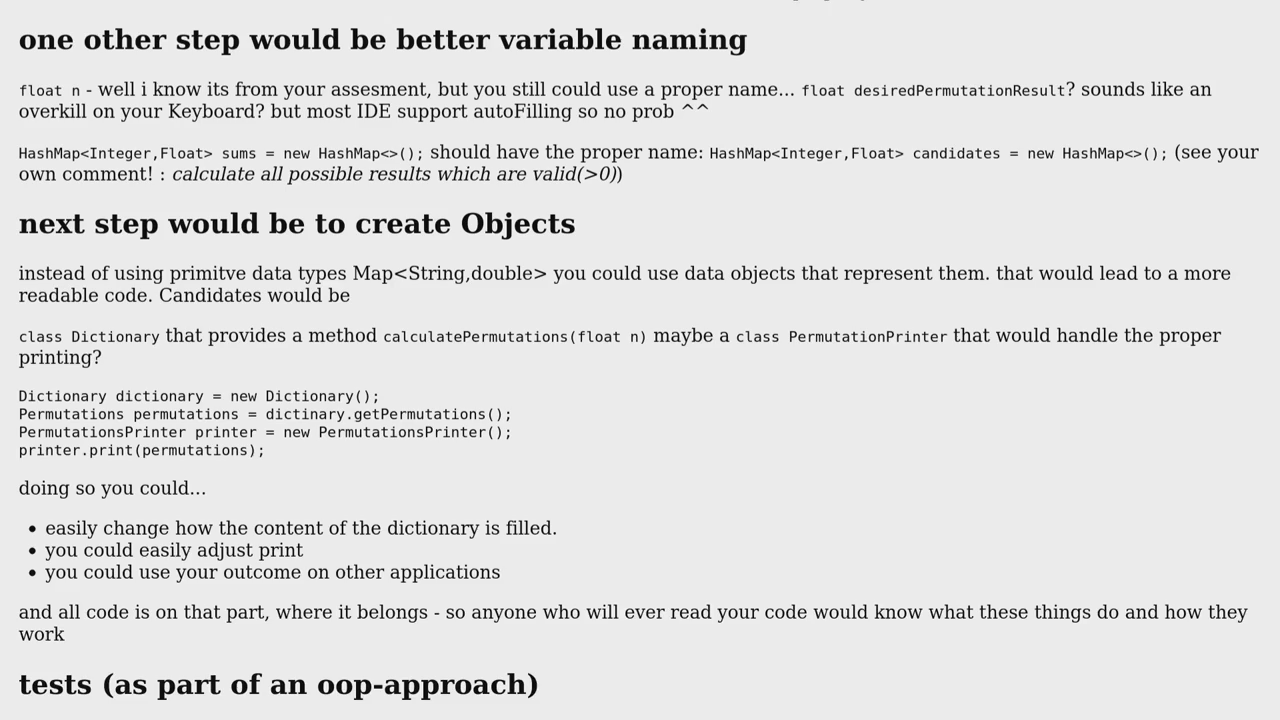 one other step would be better variable naming
float n - well i know its from your assesment, but you still could use a proper name... float desiredPermutationResult? sounds like an
overkill on your Keyboard? but most IDE support autoFilling so no prob ^^
HashMap<Integer,Float> sums = new HashMap<>(); should have the proper name: HashMap<Integer,Float> candidates = new HashMap<>(); (see your
own comment! : calculate all possible results which are valid(>0))
next step would be to create Objects
instead of using primitve data types Map<String,double> you could use data objects that represent them. that would lead to a more
readable code. Candidates would be
class Dictionary that provides a method calculatePermutations(float n) maybe a class PermutationPrinter that would handle the proper
printing?
Dictionary dictionary = new Dictionary();
Permutations permutations = dictinary.getPermutations();
PermutationsPrinter printer = new PermutationsPrinter();
printer.print(permutations);
doing so you could...
• easily change how the content of the dictionary is filled.
• you could easily adjust print
• you could use your outcome on other applications
and all code is on that part, where it belongs - so anyone who will ever read your code would know what these things do and how they
work
tests (as part of an oop-approach)